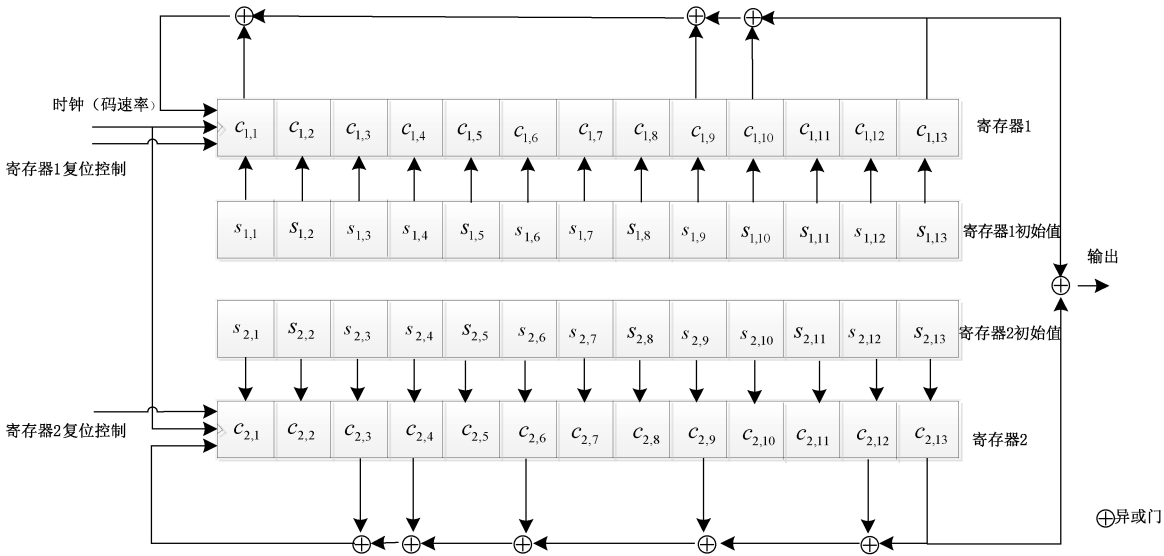 时钟（码速率）
c1,1 c1,2 c1,3 c1,4 c1,5 c1,6 c1,7 c1,8 c1,9 c1,10 c1,11 c1,12 c1,13 寄存器1
寄存器1复位控制
s1,1 s1,2 s1,3 s1,4 s1,5 s1,6 s1,7 s1,8 s1,9 s1,10 s1,11 s1,12 s1,13 寄存器1初始值
输出
s2,1 s2,2 s2,3 s2,4 s2,5 s2,6 s2,7 s2,8 s2,9 s2,10 s2,11 s2,12 s2,13 寄存器2初始值
寄存器2复位控制
c2,1 c2,2 c2,3 c2,4 c2,5 c2,6 c2,7 c2,8 c2,9 c2,10 c2,11 c2,12 c2,13 寄存器2
⊕异或门